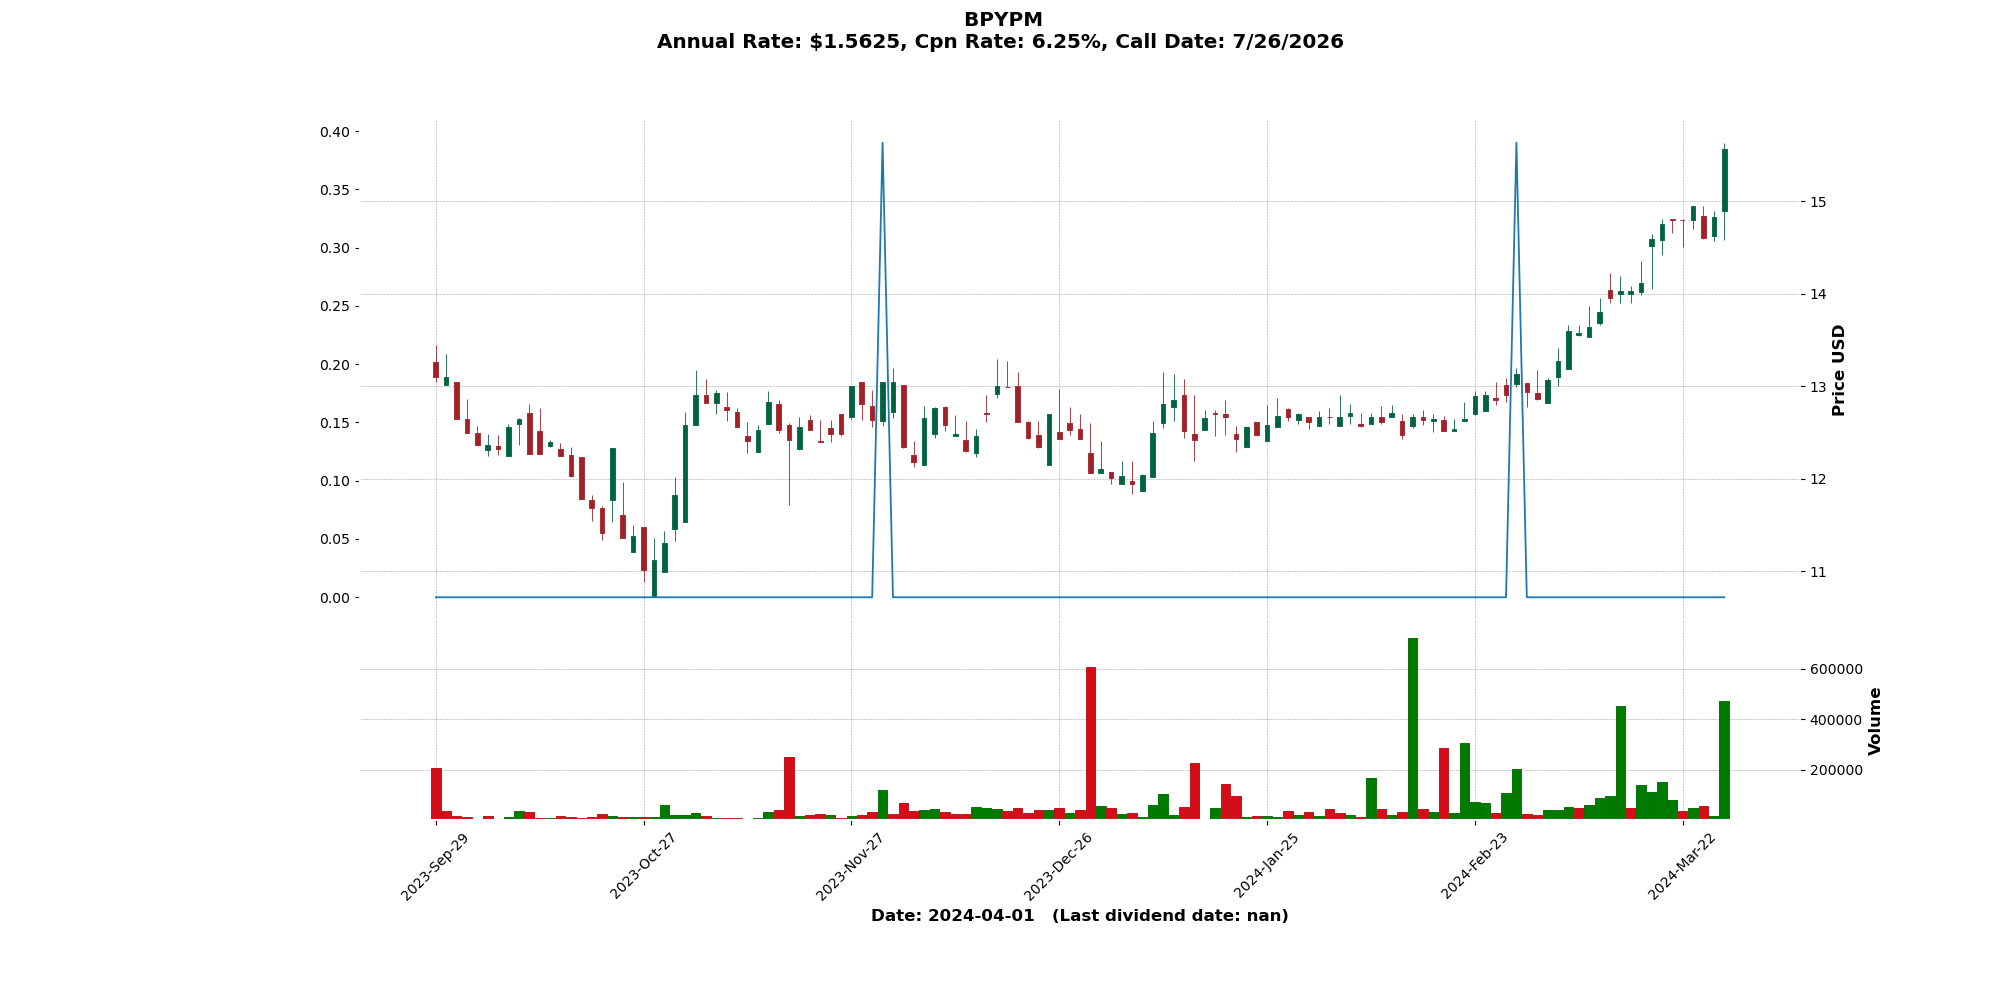 BPYPM
Annual Rate: $1.5625, Cpn Rate: 6.25%, Call Date: 7/26/2026
0.40
0.35
0.30
0.25
0.20
0.15
0.10
0.05
0.00
15
14
13
12
11
Price USD
600000
400000
200000
Volume
2023-Sep-29
2023-Oct-27
2023-Nov-27
2023-Dec-26
2024-Jan-25
2024-Feb-23
2024-Mar-22
Date: 2024-04-01 (Last dividend date: nan)